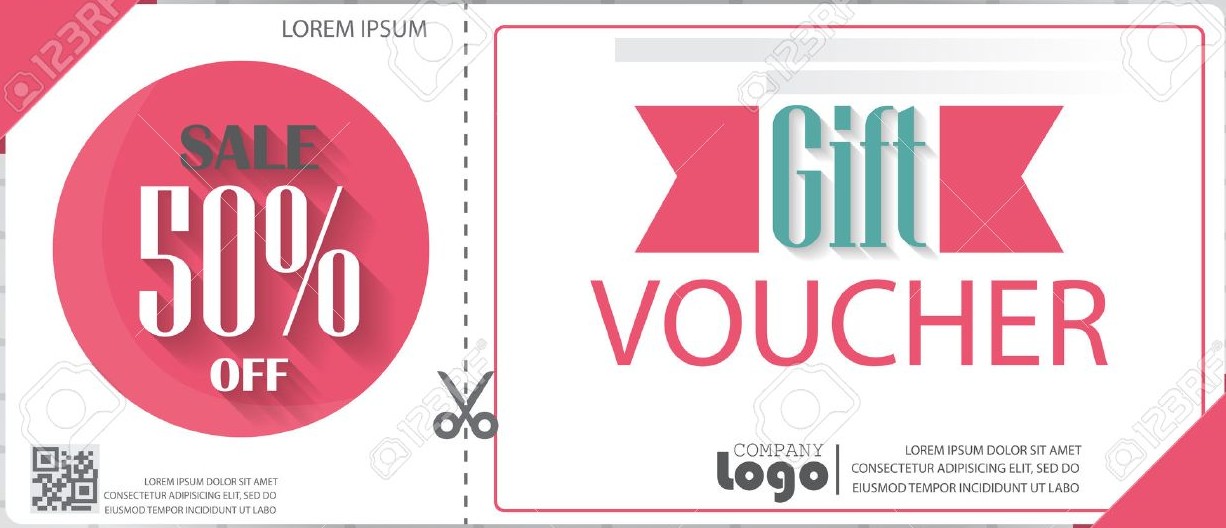 LOREM IPSUM
SALE
50%
OFF
LOREM IPSUM DOLOR SIT AMET
CONSECTETUR ADIPISICING ELIT, SED DO
EIUSMOD TEMPOR INCIDIDUNT UT LABO
Gift
VOUCHER
COMPANY
Logo
LOREM IPSUM DOLOR SIT AMET
CONSECTETUR ADIPISICING ELIT, SED DO
EIUSMOD TEMPOR INCIDIDUNT UT LABO
123RF